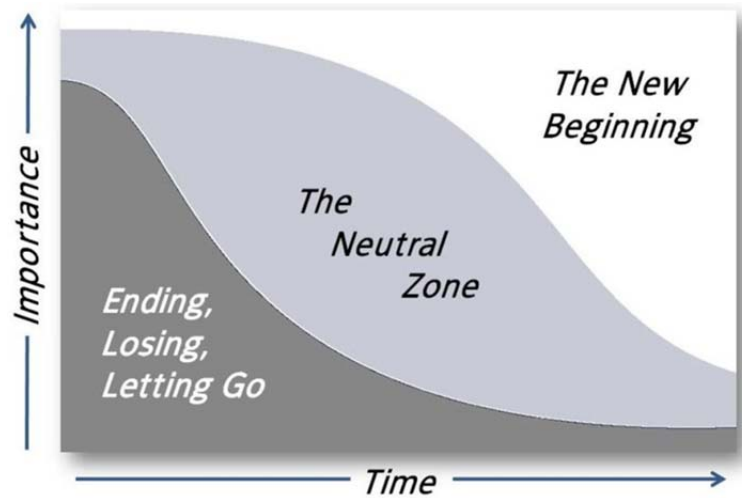 Importance
The New
Beginning
The
Neutral
Zone
Ending,
Losing,
Letting Go
Time